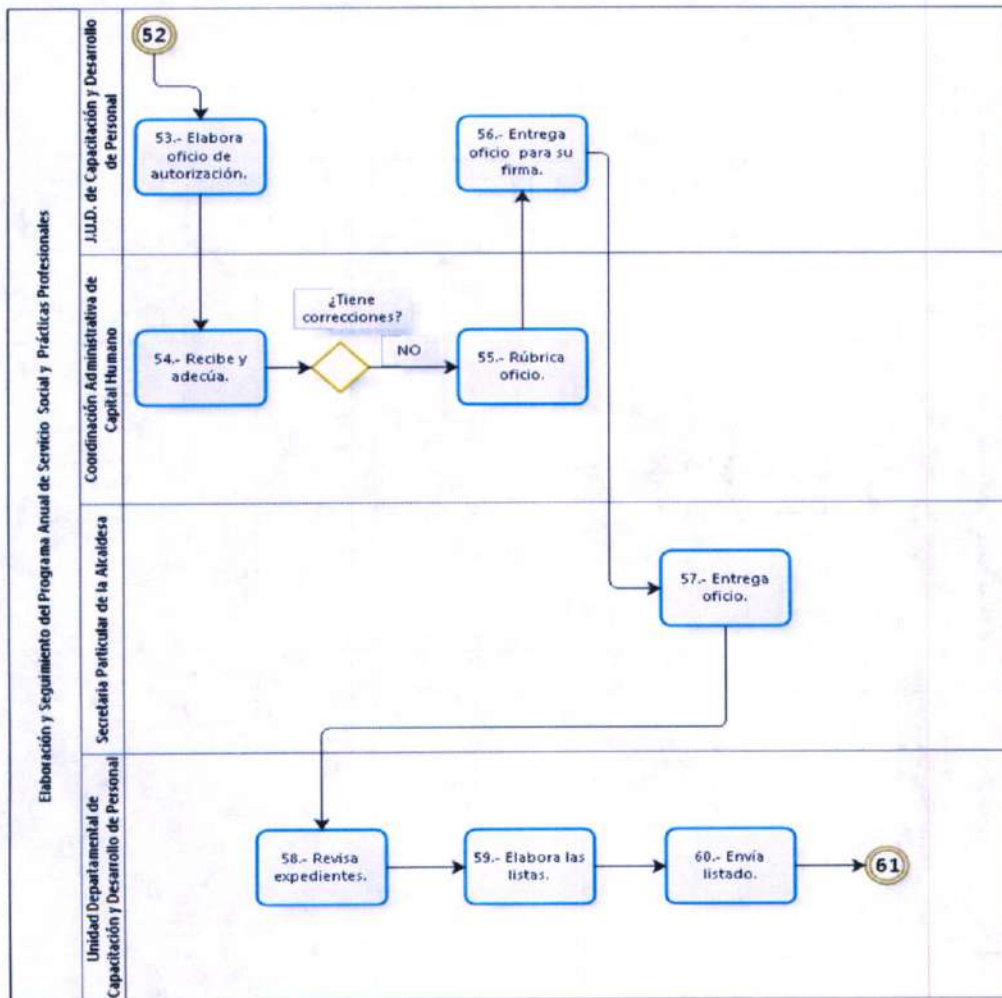 Elaboración y Seguimiento del Programa Anual de Servicio Social y Prácticas Profesionales
J.U.D. de Capacitación y Desarrollo
de Personal
52
53.- Elabora
oficio de
autorización.
56.- Entrega
oficio para su
firma.
Coordinación Administrativa de
Capital Humano
54.- Recibe y
adecúa.
¿Tiene
correcciones?
NO
55.- Rúbrica
oficio.
Secretaria Particular de la Alcaldesa
57.- Entrega
oficio.
Unidad Departamental de
Capacitación y Desarrollo de Personal
58.- Revisa
expedientes.
59.- Elabora las
listas.
60.- Envía
listado.
61